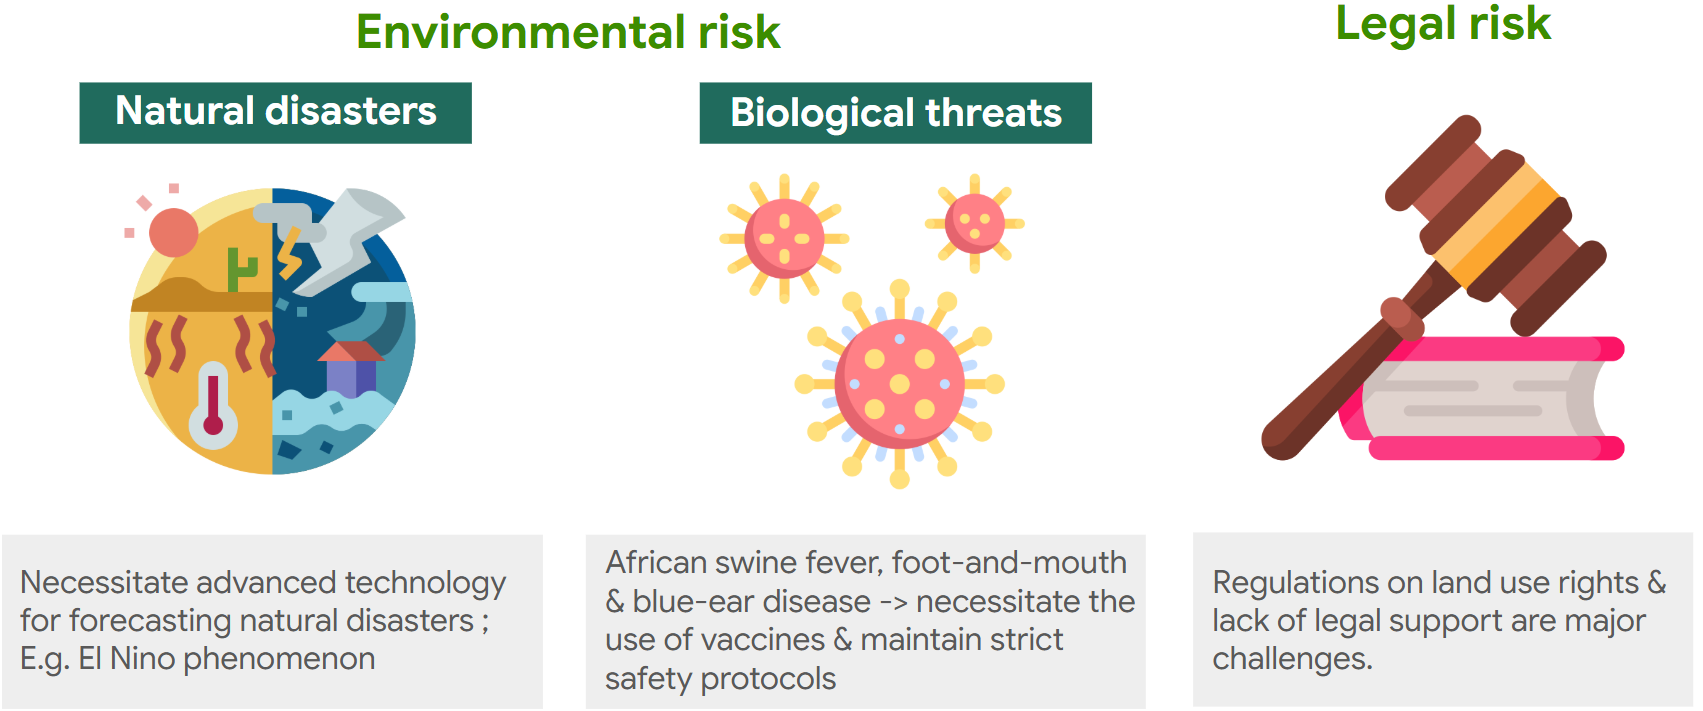 Environmental risk
Legal risk
Natural disasters
Biological threats
Necessitate advanced technology
for forecasting natural disasters ;
E.g. El Nino phenomenon
African swine fever, foot-and-mouth
& blue-ear disease -> necessitate the
use of vaccines & maintain strict
safety protocols
Regulations on land use rights &
lack of legal support are major
challenges.